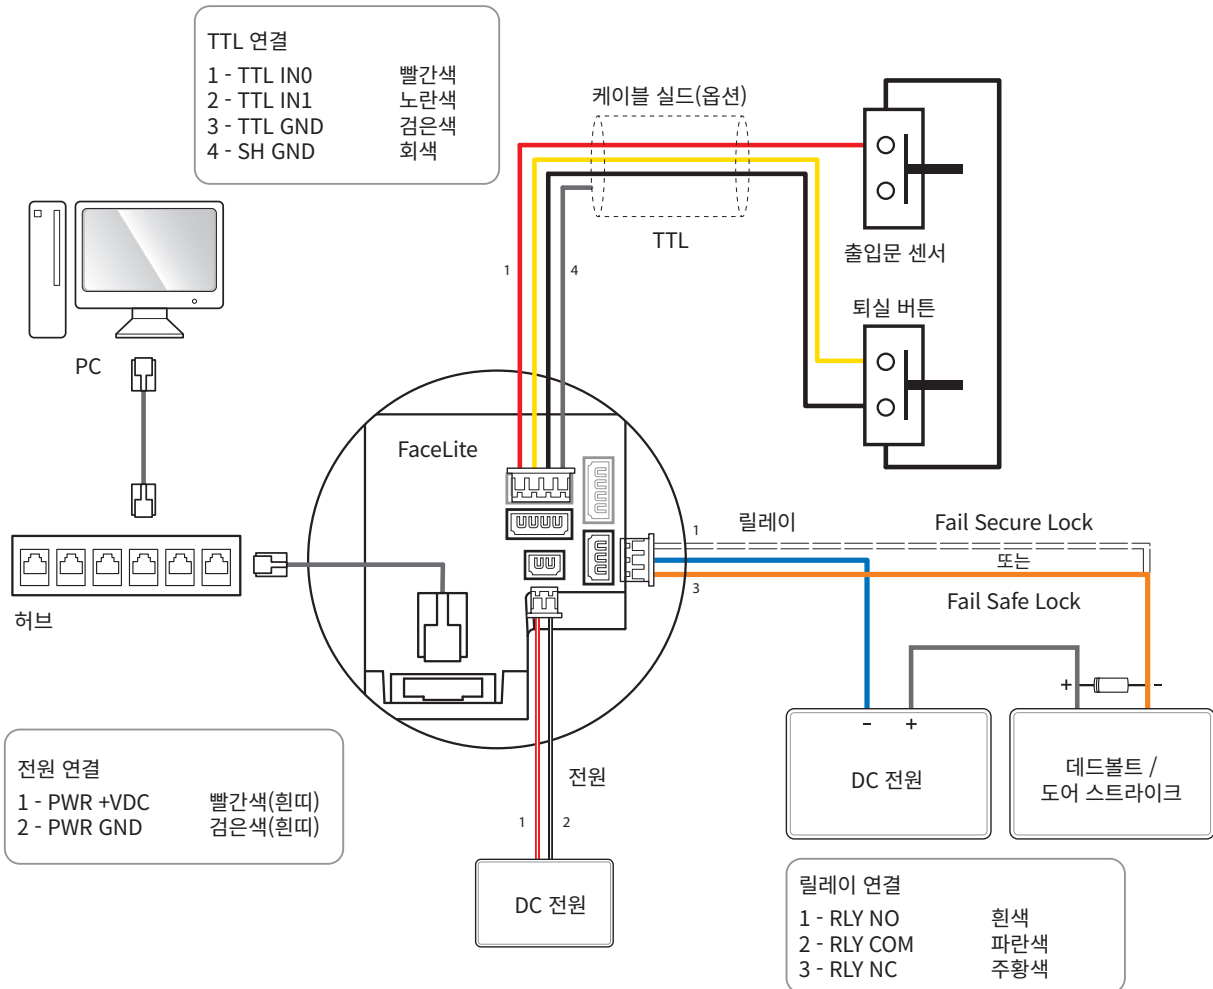 TTL 연결
1 - TTL IN0 빨간색
2 - TTL IN1 노란색
3 - TTL GND 검은색
4 - SH GND 회색
케이블 실드(옵션)
TTL
1
4
출입문 센서
퇴실 버튼
PC
FaceLite
허브
릴레이
1
3
Fail Secure Lock
또는
Fail Safe Lock
+ -
- +
DC 전원
데드볼트 /
도어 스트라이크
전원 연결
1 - PWR +VDC 빨간색(흰띠)
2 - PWR GND 검은색(흰띠)
전원
1
2
DC 전원
릴레이 연결
1 - RLY NO 흰색
2 - RLY COM 파란색
3 - RLY NC 주황색